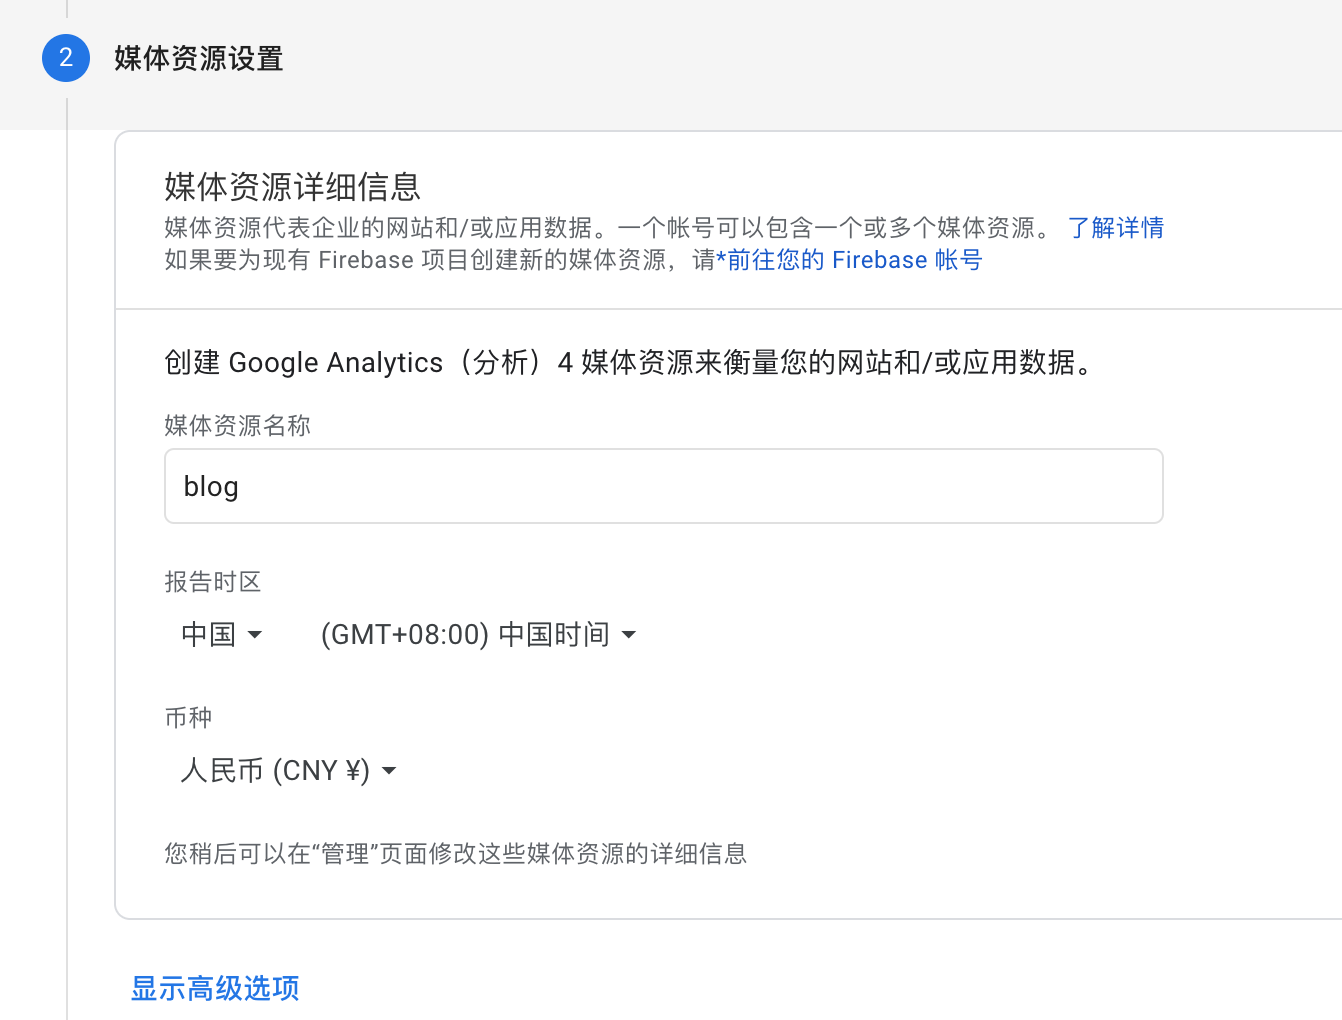 2 媒体资源设置
媒体资源详细信息
媒体资源代表企业的网站和/或应用数据。一个帐号可以包含一个或多个媒体资源。 了解详情
如果要为现有 Firebase 项目创建新的媒体资源，请*前往您的 Firebase 帐号
创建 Google Analytics（分析）4 媒体资源来衡量您的网站和/或应用数据。
媒体资源名称
blog
报告时区
中国 (GMT+08:00) 中国时间
币种
人民币 (CNY ¥)
您稍后可以在“管理”页面修改这些媒体资源的详细信息
显示高级选项